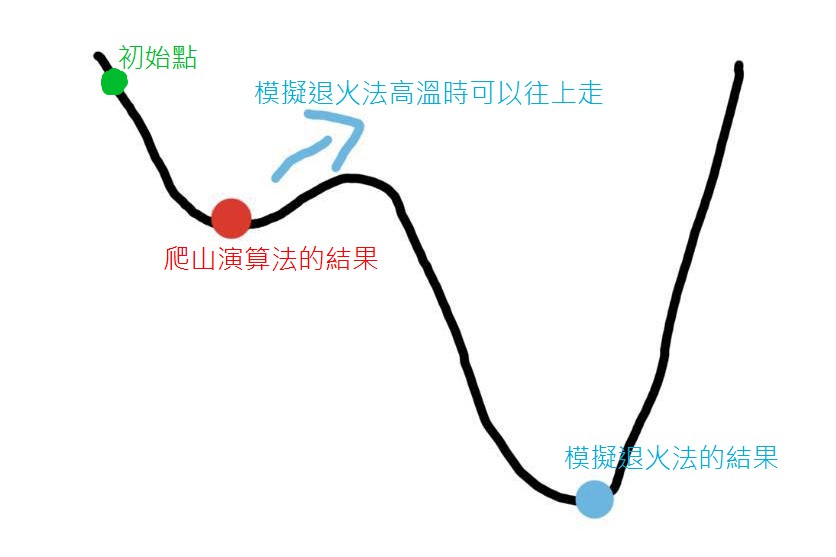 初始點
模擬退火法高溫時可以往上走
爬山演算法的結果
模擬退火法的結果